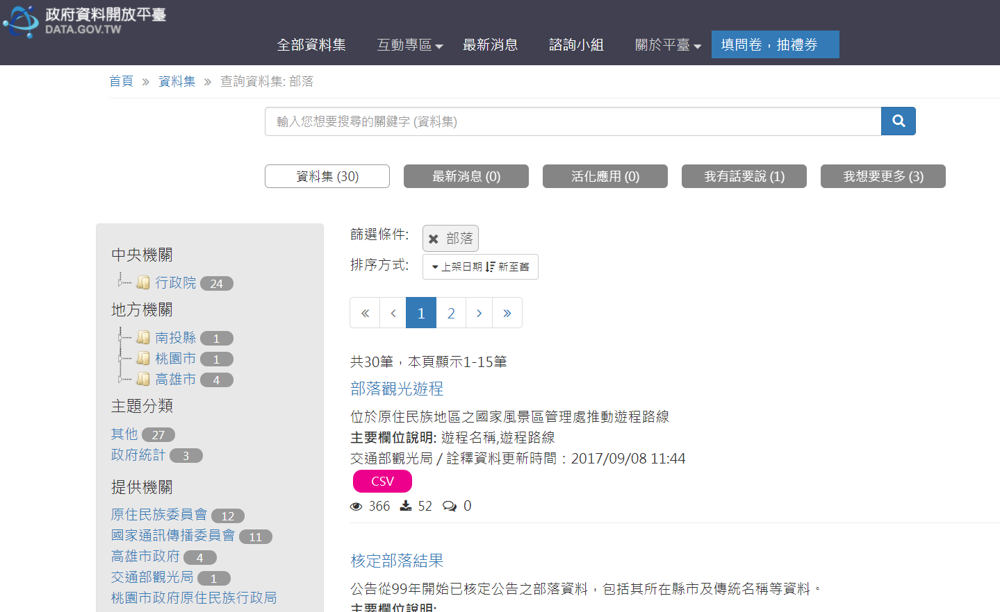 政府資料開放平臺
DATA.GOV.TW
全部資料集 互動專區 最新消息 諮詢小組 關於平臺 填問卷，抽禮券
首頁 » 資料集 » 查詢資料集: 部落
輸入您想要搜尋的關鍵字 (資料集)
資料集 (30) 最新消息 (0) 活化應用 (0) 我有話要說 (1) 我想要更多 (3)
中央機關
行政院 24
地方機關
南投縣 1
桃園市 1
高雄市 4
主題分類
其他 27
政府統計 3
提供機關
原住民族委員會 12
國家通訊傳播委員會 11
高雄市政府 4
交通部觀光局 1
桃園市政府原住民族行政局
篩選條件: ✖ 部落
排序方式: 上架日期 新至舊
« ‹ 1 2 › »
共30筆，本頁顯示1-15筆
部落觀光遊程
位於原住民族地區之國家風景區管理處推動遊程路線
主要欄位說明: 遊程名稱,遊程路線
交通部觀光局 / 詮釋資料更新時間：2017/09/08 11:44
CSV
366 52 0
核定部落結果
公告從99年開始已核定公告之部落資料，包括其所在縣市及傳統名稱等資料。
主要欄位說明: